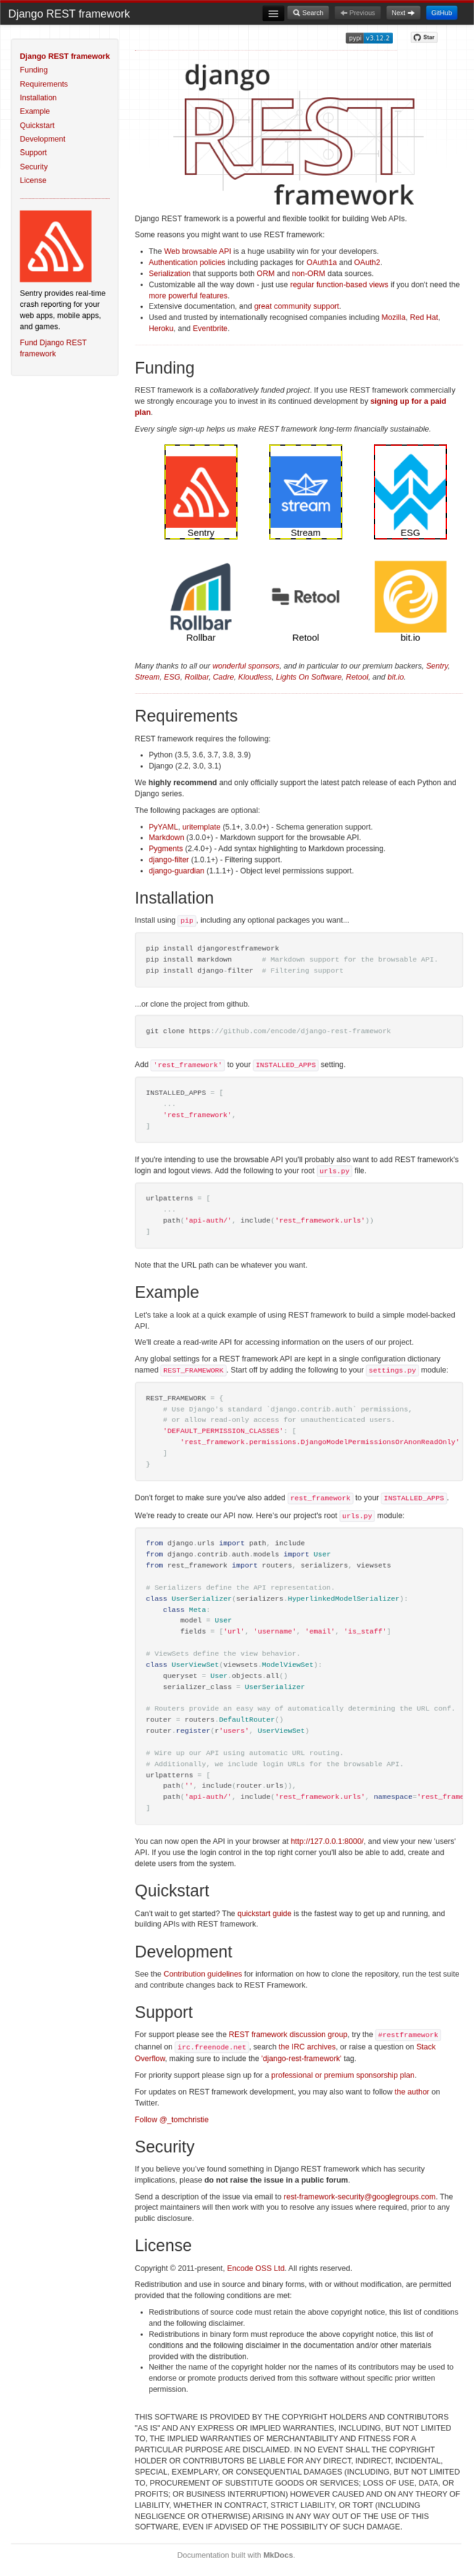 Django REST framework
Search
Previous
Next
GitHub
pypi v3.12.2
Star
Django REST framework
Funding
Requirements
Installation
Example
Quickstart
Development
Support
Security
License
Sentry provides real-time
crash reporting for your
web apps, mobile apps,
and games.
Fund Django REST
framework
django
REST
framework
Django REST framework is a powerful and flexible toolkit for building Web APIs.
Some reasons you might want to use REST framework:
• The Web browsable API is a huge usability win for your developers.
• Authentication policies including packages for OAuth1a and OAuth2.
• Serialization that supports both ORM and non-ORM data sources.
• Customizable all the way down - just use regular function-based views if you don't need the
more powerful features.
• Extensive documentation, and great community support.
• Used and trusted by internationally recognised companies including Mozilla, Red Hat,
Heroku, and Eventbrite.
Funding
REST framework is a collaboratively funded project. If you use REST framework commercially
we strongly encourage you to invest in its continued development by signing up for a paid
plan.
Every single sign-up helps us make REST framework long-term financially sustainable.
Sentry
stream
Stream
ESG
Rollbar
Retool
Retool
bit.io
Many thanks to all our wonderful sponsors, and in particular to our premium backers, Sentry,
Stream, ESG, Rollbar, Cadre, Kloudless, Lights On Software, Retool, and bit.io.
Requirements
REST framework requires the following:
• Python (3.5, 3.6, 3.7, 3.8, 3.9)
• Django (2.2, 3.0, 3.1)
We highly recommend and only officially support the latest patch release of each Python and
Django series.
The following packages are optional:
• PyYAML, uritemplate (5.1+, 3.0.0+) - Schema generation support.
• Markdown (3.0.0+) - Markdown support for the browsable API.
• Pygments (2.4.0+) - Add syntax highlighting to Markdown processing.
• django-filter (1.0.1+) - Filtering support.
• django-guardian (1.1.1+) - Object level permissions support.
Installation
Install using pip, including any optional packages you want...
pip install djangorestframework
pip install markdown       # Markdown support for the browsable API.
pip install django-filter  # Filtering support
...or clone the project from github.
git clone https://github.com/encode/django-rest-framework
Add 'rest_framework' to your INSTALLED_APPS setting.
INSTALLED_APPS = [
    ...
    'rest_framework',
]
If you're intending to use the browsable API you'll probably also want to add REST framework's
login and logout views. Add the following to your root urls.py file.
urlpatterns = [
    ...
    path('api-auth/', include('rest_framework.urls'))
]
Note that the URL path can be whatever you want.
Example
Let's take a look at a quick example of using REST framework to build a simple model-backed
API.
We'll create a read-write API for accessing information on the users of our project.
Any global settings for a REST framework API are kept in a single configuration dictionary
named REST_FRAMEWORK. Start off by adding the following to your settings.py module:
REST_FRAMEWORK = {
    # Use Django's standard `django.contrib.auth` permissions,
    # or allow read-only access for unauthenticated users.
    'DEFAULT_PERMISSION_CLASSES': [
        'rest_framework.permissions.DjangoModelPermissionsOrAnonReadOnly'
    ]
}
Don't forget to make sure you've also added rest_framework to your INSTALLED_APPS.
We're ready to create our API now. Here's our project's root urls.py module:
from django.urls import path, include
from django.contrib.auth.models import User
from rest_framework import routers, serializers, viewsets
# Serializers define the API representation.
class UserSerializer(serializers.HyperlinkedModelSerializer):
    class Meta:
        model = User
        fields = ['url', 'username', 'email', 'is_staff']
# ViewSets define the view behavior.
class UserViewSet(viewsets.ModelViewSet):
    queryset = User.objects.all()
    serializer_class = UserSerializer
# Routers provide an easy way of automatically determining the URL conf.
router = routers.DefaultRouter()
router.register(r'users', UserViewSet)
# Wire up our API using automatic URL routing.
# Additionally, we include login URLs for the browsable API.
urlpatterns = [
    path('', include(router.urls)),
    path('api-auth/', include('rest_framework.urls', namespace='rest_frame
]
You can now open the API in your browser at http://127.0.0.1:8000/, and view your new 'users'
API. If you use the login control in the top right corner you'll also be able to add, create and
delete users from the system.
Quickstart
Can't wait to get started? The quickstart guide is the fastest way to get up and running, and
building APIs with REST framework.
Development
See the Contribution guidelines for information on how to clone the repository, run the test suite
and contribute changes back to REST Framework.
Support
For support please see the REST framework discussion group, try the #restframework
channel on irc.freenode.net, search the IRC archives, or raise a question on Stack
Overflow, making sure to include the 'django-rest-framework' tag.
For priority support please sign up for a professional or premium sponsorship plan.
For updates on REST framework development, you may also want to follow the author on
Twitter.
Follow @_tomchristie
Security
If you believe you've found something in Django REST framework which has security
implications, please do not raise the issue in a public forum.
Send a description of the issue via email to rest-framework-security@googlegroups.com. The
project maintainers will then work with you to resolve any issues where required, prior to any
public disclosure.
License
Copyright © 2011-present, Encode OSS Ltd. All rights reserved.
Redistribution and use in source and binary forms, with or without modification, are permitted
provided that the following conditions are met:
• Redistributions of source code must retain the above copyright notice, this list of conditions
and the following disclaimer.
• Redistributions in binary form must reproduce the above copyright notice, this list of
conditions and the following disclaimer in the documentation and/or other materials
provided with the distribution.
• Neither the name of the copyright holder nor the names of its contributors may be used to
endorse or promote products derived from this software without specific prior written
permission.
THIS SOFTWARE IS PROVIDED BY THE COPYRIGHT HOLDERS AND CONTRIBUTORS
"AS IS" AND ANY EXPRESS OR IMPLIED WARRANTIES, INCLUDING, BUT NOT LIMITED
TO, THE IMPLIED WARRANTIES OF MERCHANTABILITY AND FITNESS FOR A
PARTICULAR PURPOSE ARE DISCLAIMED. IN NO EVENT SHALL THE COPYRIGHT
HOLDER OR CONTRIBUTORS BE LIABLE FOR ANY DIRECT, INDIRECT, INCIDENTAL,
SPECIAL, EXEMPLARY, OR CONSEQUENTIAL DAMAGES (INCLUDING, BUT NOT LIMITED
TO, PROCUREMENT OF SUBSTITUTE GOODS OR SERVICES; LOSS OF USE, DATA, OR
PROFITS; OR BUSINESS INTERRUPTION) HOWEVER CAUSED AND ON ANY THEORY OF
LIABILITY, WHETHER IN CONTRACT, STRICT LIABILITY, OR TORT (INCLUDING
NEGLIGENCE OR OTHERWISE) ARISING IN ANY WAY OUT OF THE USE OF THIS
SOFTWARE, EVEN IF ADVISED OF THE POSSIBILITY OF SUCH DAMAGE.
Documentation built with MkDocs.